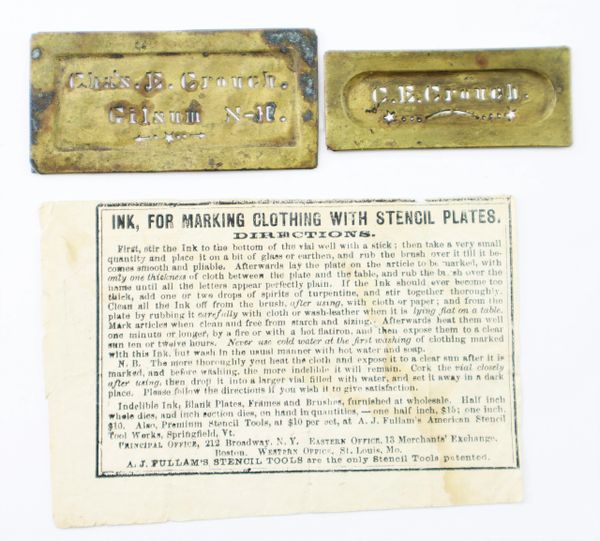 Chas. E. Crouch.
Gilsum N-H.
C.E.Crouch.
INK, FOR MARKING CLOTHING WITH STENCIL PLATES.
DIRECTIONS.
First, stir the Ink to the bottom of the vial well with a stick; then take a very small
quantity and place it on a bit of glass or earthen, and rub the brush over it till it be-
comes smooth and pliable. Afterwards lay the plate on the article to be marked, with
only one thickness of cloth between the plate and the table, and rub the brush over the
name until all the letters appear perfectly plain. If the Ink should ever become too
thick, add one or two drops of spirits of turpentine, and stir together thoroughly.
Clean all the Ink off from the brush, after using, with cloth or paper; and from the
plate by rubbing it carefully with cloth or wash-leather when it is lying flat on a table.
Mark articles when clean and free from starch and sizing. Afterwards heat them well
one minute or longer, by a fire or with a hot flatiron, and then expose them to a clear
sun ten or twelve hours. Never use cold water at the first washing of clothing marked
with this Ink, but wash in the usual manner with hot water and soap.
N. B. The more thoroughly you heat the cloth and expose it to a clear sun after it is
marked, and before washing, the more indelible it will remain. Cork the vial closely
after using, then drop it into a larger vial filled with water, and set it away in a dark
place. Please follow the directions if you wish it to give satisfaction.
Indelible Ink, Blank Plates, Frames and Brushes, furnished at wholesale. Half inch
whole dies, and inch section dies, on hand in quantities, — one half inch, $15; one inch,
$10. Also, Premium Stencil Tools, at $10 per set, at A. J. Fullam's American Stencil
Tool Works, Springfield, Vt.
PRINCIPAL OFFICE, 212 Broadway, N. Y. EASTERN OFFICE, 13 Merchants' Exchange,
Boston. WESTERN OFFICE, St. Louis, Mo.
A. J. FULLAM'S STENCIL TOOLS are the only Stencil Tools patented.